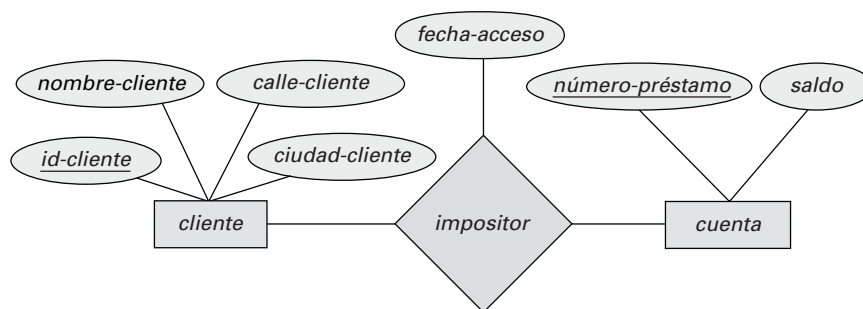 fecha-acceso
nombre-cliente
calle-cliente
número-préstamo
saldo
id-cliente
ciudad-cliente
cliente
impositor
cuenta